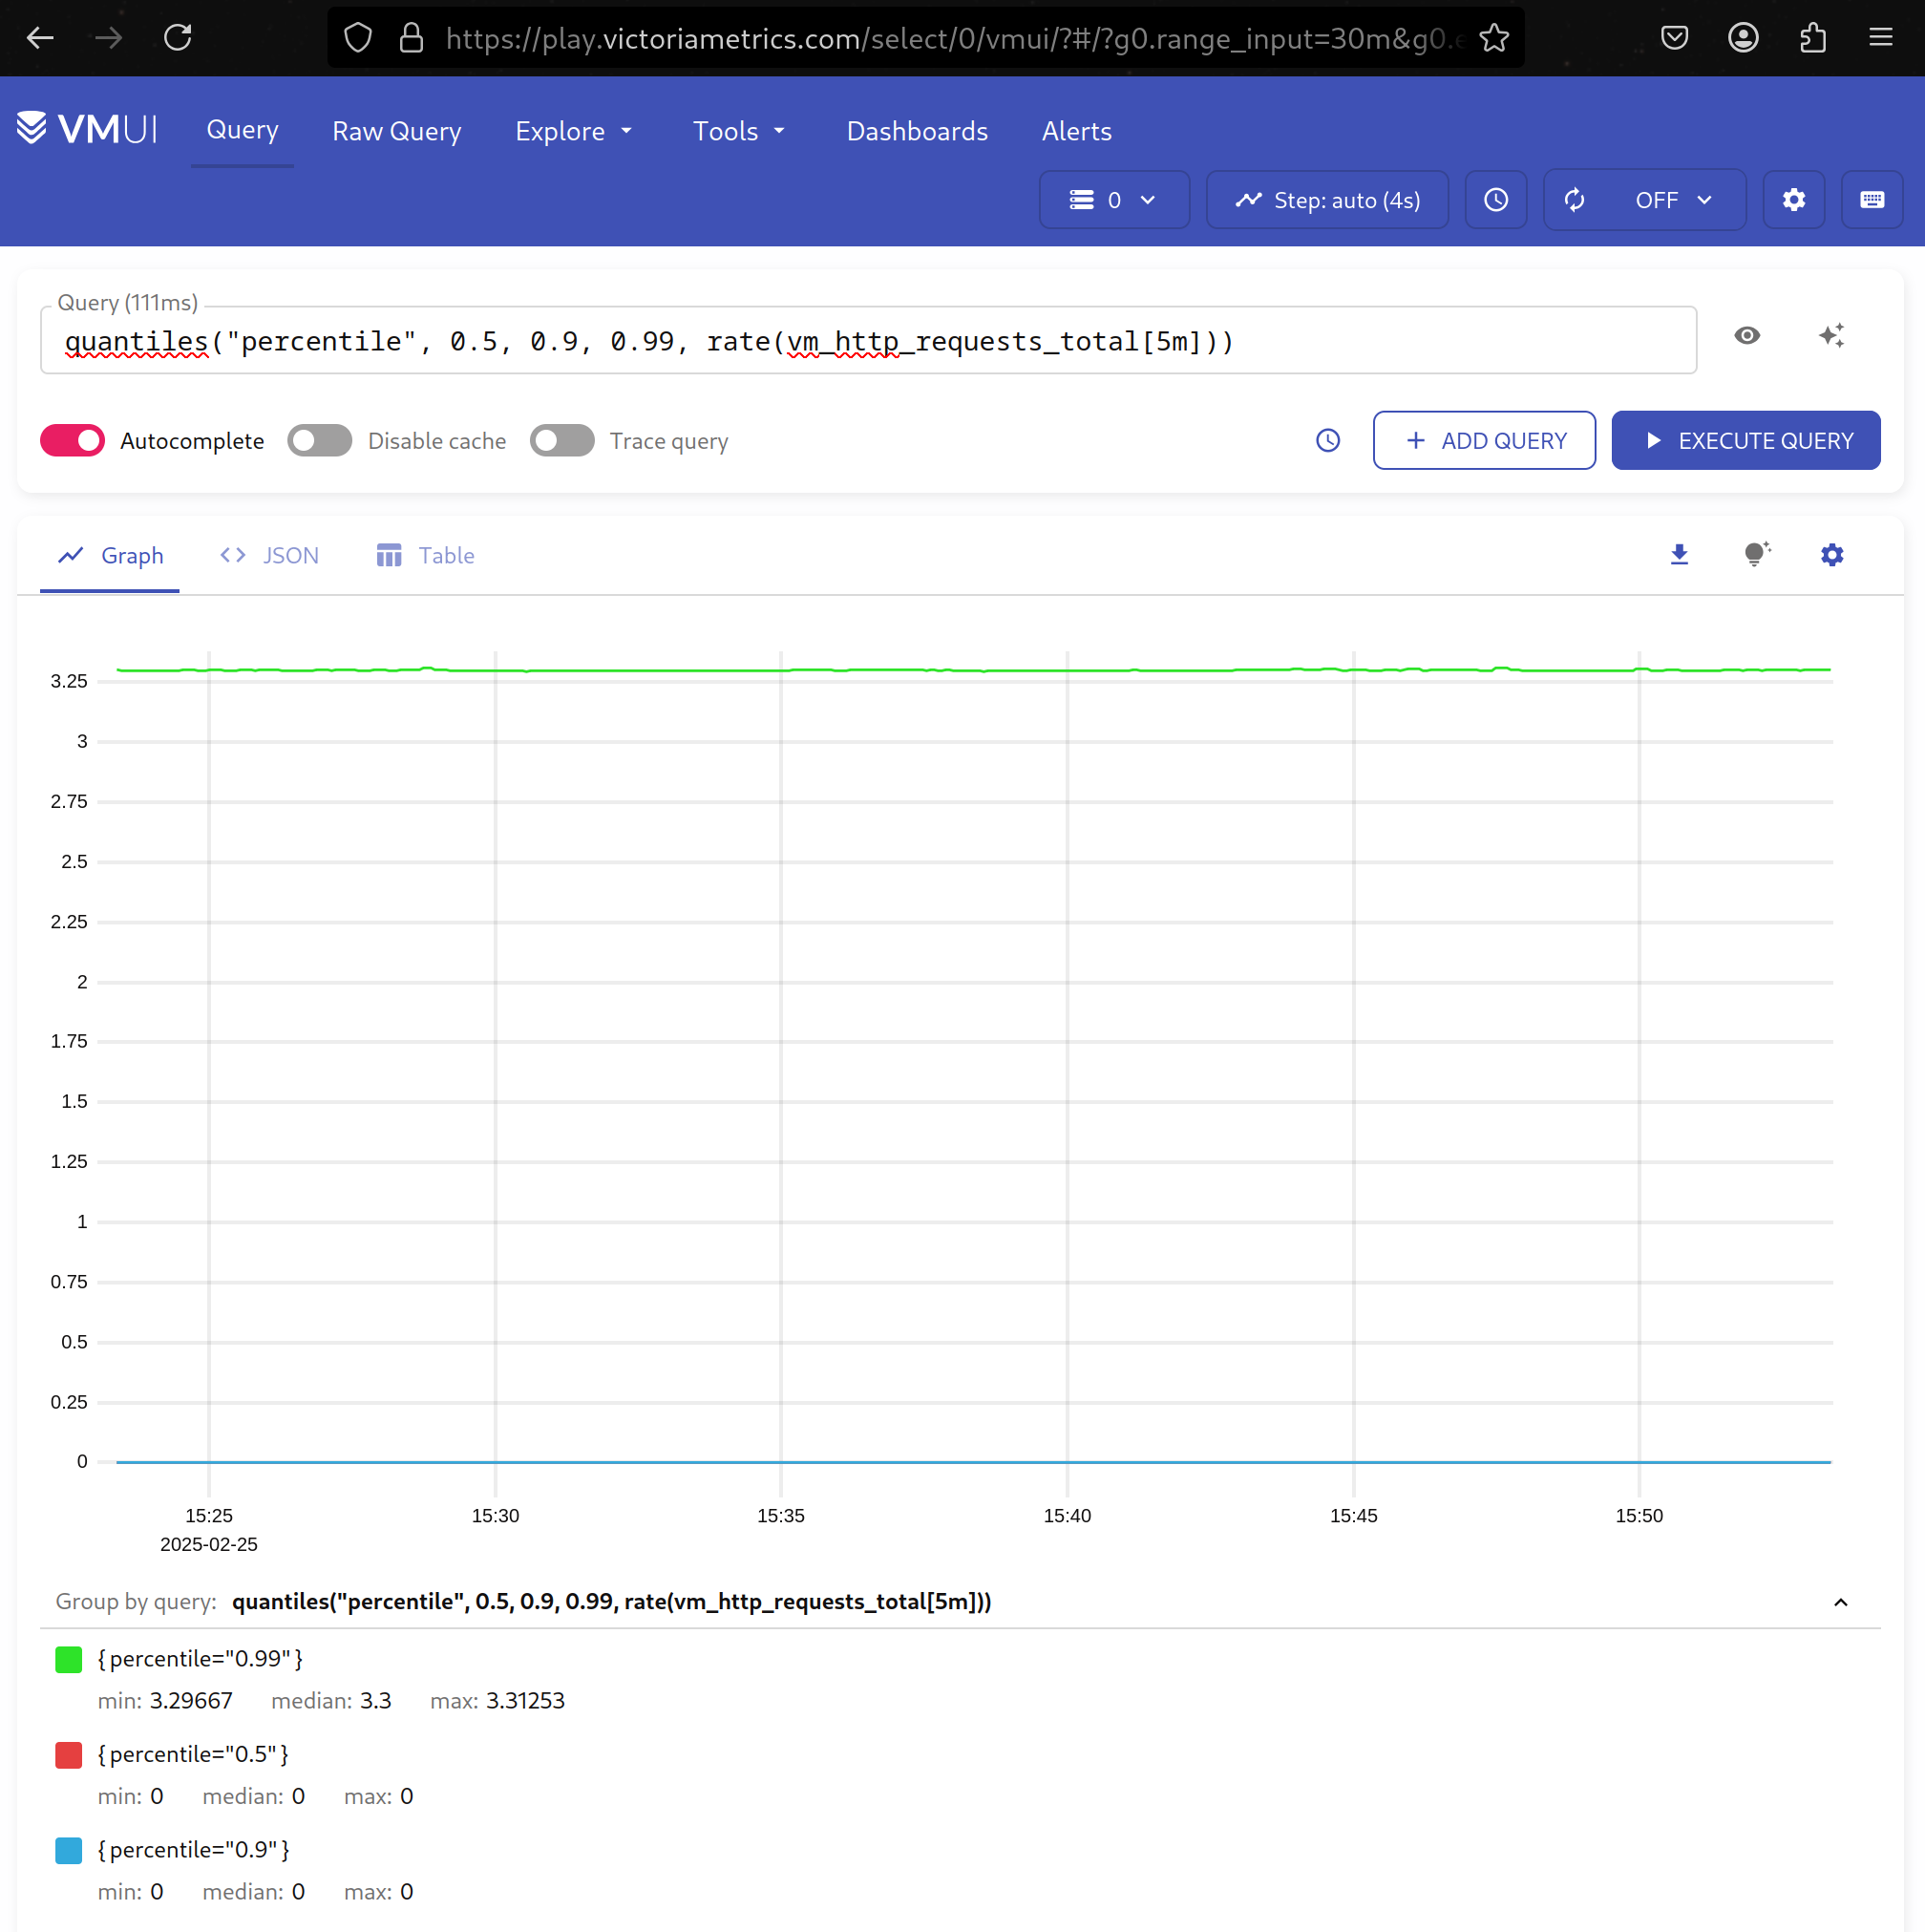 https://play.victoriametrics.com/select/0/vmui/?#/?g0.range_input=30m&g0.e
VMUI Query Raw Query Explore Tools Dashboards Alerts
0 Step: auto (4s) OFF
Query (111ms)
quantiles("percentile", 0.5, 0.9, 0.99, rate(vm_http_requests_total[5m]))
Autocomplete Disable cache Trace query ADD QUERY EXECUTE QUERY
Graph JSON Table
3.25
3
2.75
2.5
2.25
2
1.75
1.5
1.25
1
0.75
0.5
0.25
0
15:25 15:30 15:35 15:40 15:45 15:50
2025-02-25
Group by query: quantiles("percentile", 0.5, 0.9, 0.99, rate(vm_http_requests_total[5m]))
{percentile="0.99"}
min: 3.29667 median: 3.3 max: 3.31253
{percentile="0.5"}
min: 0 median: 0 max: 0
{percentile="0.9"}
min: 0 median: 0 max: 0